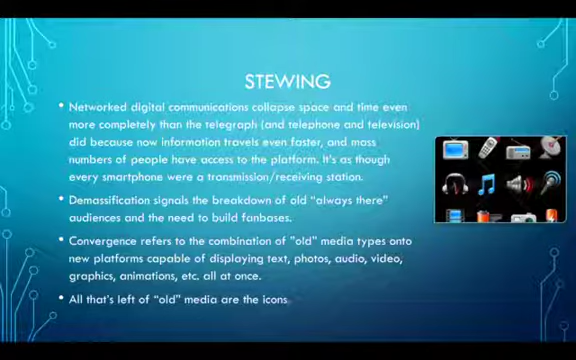 STEWING
• Networked digital communications collapse space and time even
more completely than the telegraph (and telephone and television)
did because now information travels even faster, and mass
numbers of people have access to the platform. It's as though
every smartphone were a transmission/receiving station.
• Demassification signals the breakdown of old "always there"
audiences and the need to build fanbases.
• Convergence refers to the combination of "old" media types onto
new platforms capable of displaying text, photos, audio, video,
graphics, animations, etc. all at once.
• All that's left of "old" media are the icons